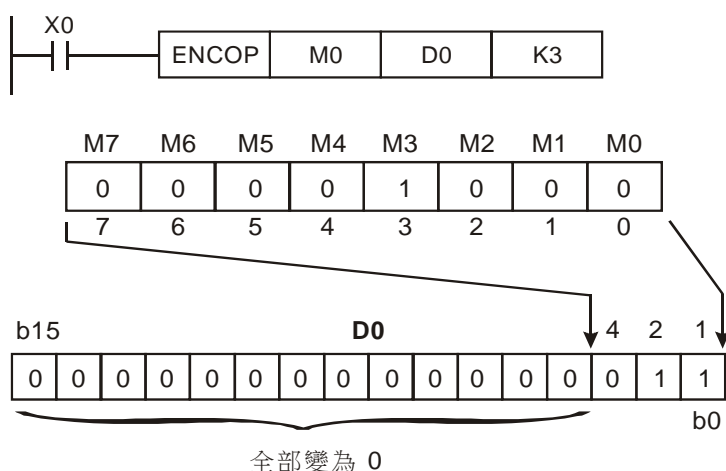 X0
ENCOP M0 D0 K3
M7 M6 M5 M4 M3 M2 M1 M0
0 0 0 0 1 0 0 0
7 6 5 4 3 2 1 0
b15 D0 4 2 1
0 0 0 0 0 0 0 0 0 0 0 0 0 0 1 1
b0
全部變為 0